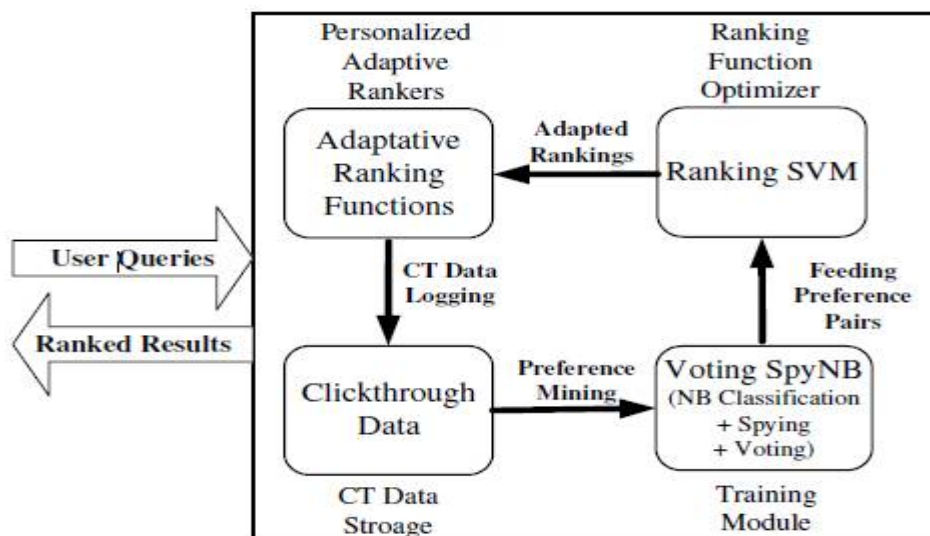 Personalized
Adaptive
Rankers
Ranking
Function
Optimizer
Adaptative
Ranking
Functions
Adapted
Rankings
Ranking SVM
User Queries
CT Data
Logging
Feeding
Preference
Pairs
Ranked Results
Clickthrough
Data
Preference
Mining
Voting SpyNB
(NB Classification
+ Spying
+ Voting)
CT Data
Stroage
Training
Module